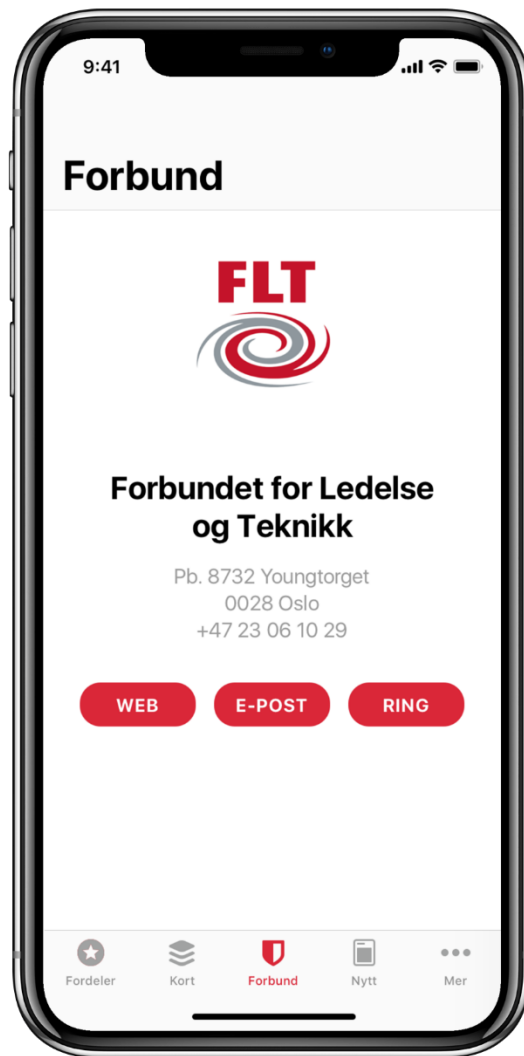 9:41
Forbund
FLT
Forbundet for Ledelse
og Teknikk
Pb. 8732 Youngtorget
0028 Oslo
+47 23 06 10 29
WEB E-POST RING
Fordeler Kort Forbund Nytt Mer